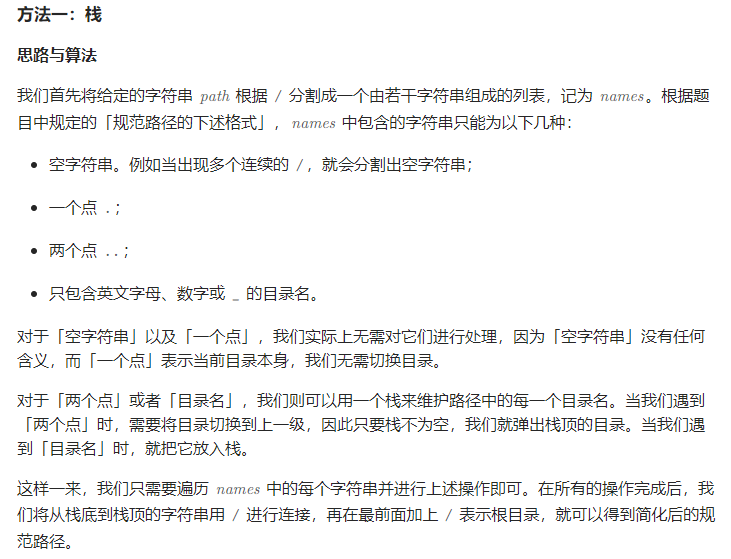 方法一：栈
思路与算法
我们首先将给定的字符串 path 根据 / 分割成一个由若干字符串组成的列表，记为 names。根据题
目中规定的「规范路径的下述格式」，names 中包含的字符串只能为以下几种：
• 空字符串。例如当出现多个连续的 /，就会分割出空字符串；
• 一个点 .；
• 两个点 ..；
• 只包含英文字母、数字或 _ 的目录名。
对于「空字符串」以及「一个点」，我们实际上无需对它们进行处理，因为「空字符串」没有任何
含义，而「一个点」表示当前目录本身，我们无需切换目录。
对于「两个点」或者「目录名」，我们则可以用一个栈来维护路径中的每一个目录名。当我们遇到
「两个点」时，需要将目录切换到上一级，因此只要栈不为空，我们就弹出栈顶的目录。当我们遇
到「目录名」时，就把它放入栈。
这样一来，我们只需要遍历 names 中的每个字符串并进行上述操作即可。在所有的操作完成后，我
们将从栈底到栈顶的字符串用 / 进行连接，再在最前面加上 / 表示根目录，就可以得到简化后的规
范路径。